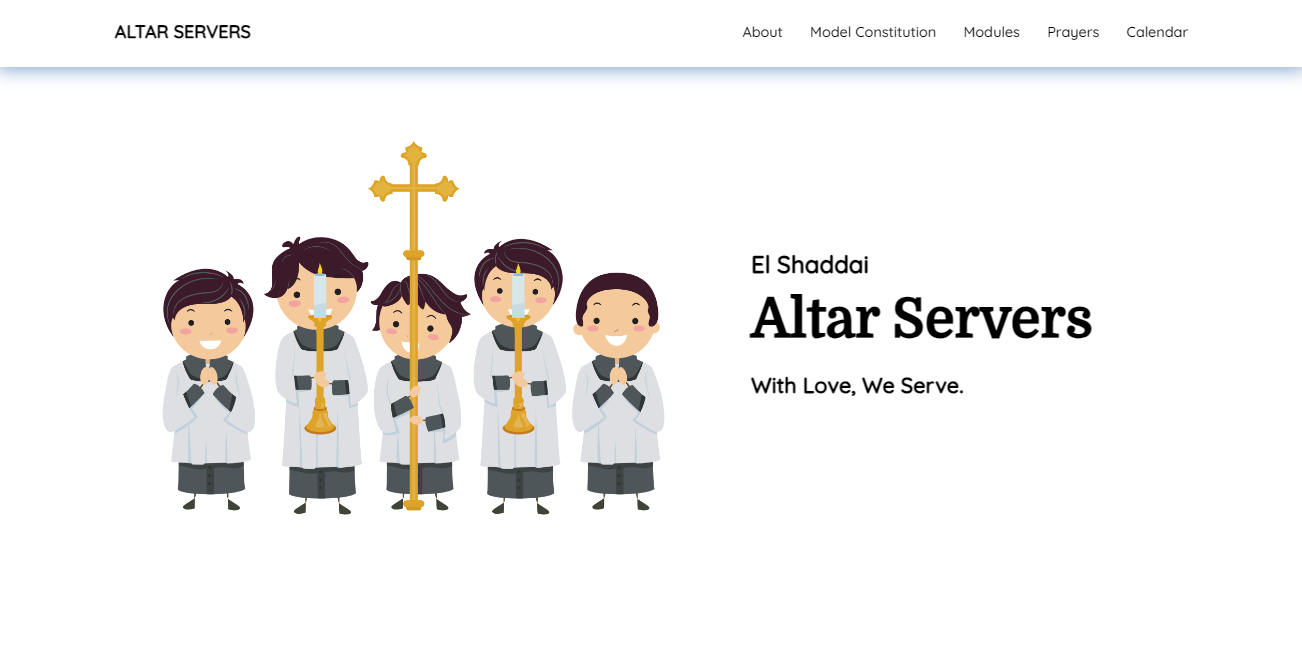 ALTAR SERVERS
About
Model Constitution
Modules
Prayers
Calendar
El Shaddai
Altar Servers
With Love, We Serve.